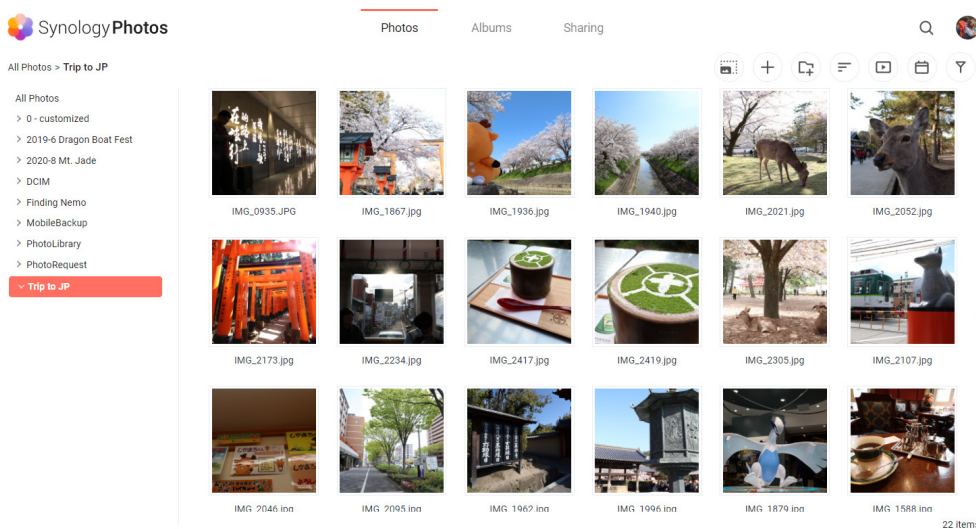 Synology Photos
Photos Albums Sharing
All Photos > Trip to JP
All Photos
0 - customized
2019-6 Dragon Boat Fest
2020-8 Mt. Jade
DCIM
Finding Nemo
MobileBackup
PhotoLibrary
PhotoRequest
Trip to JP
IMG_0935.JPG IMG_1867.jpg IMG_1936.jpg IMG_1940.jpg IMG_2021.jpg IMG_2052.jpg
IMG_2173.jpg IMG_2234.jpg IMG_2417.jpg IMG_2419.jpg IMG_2305.jpg IMG_2107.jpg
IMG_2046.jpg IMG_2095.jpg IMG_1962.jpg IMG_1996.jpg IMG_1879.jpg IMG_1588.jpg
22 item